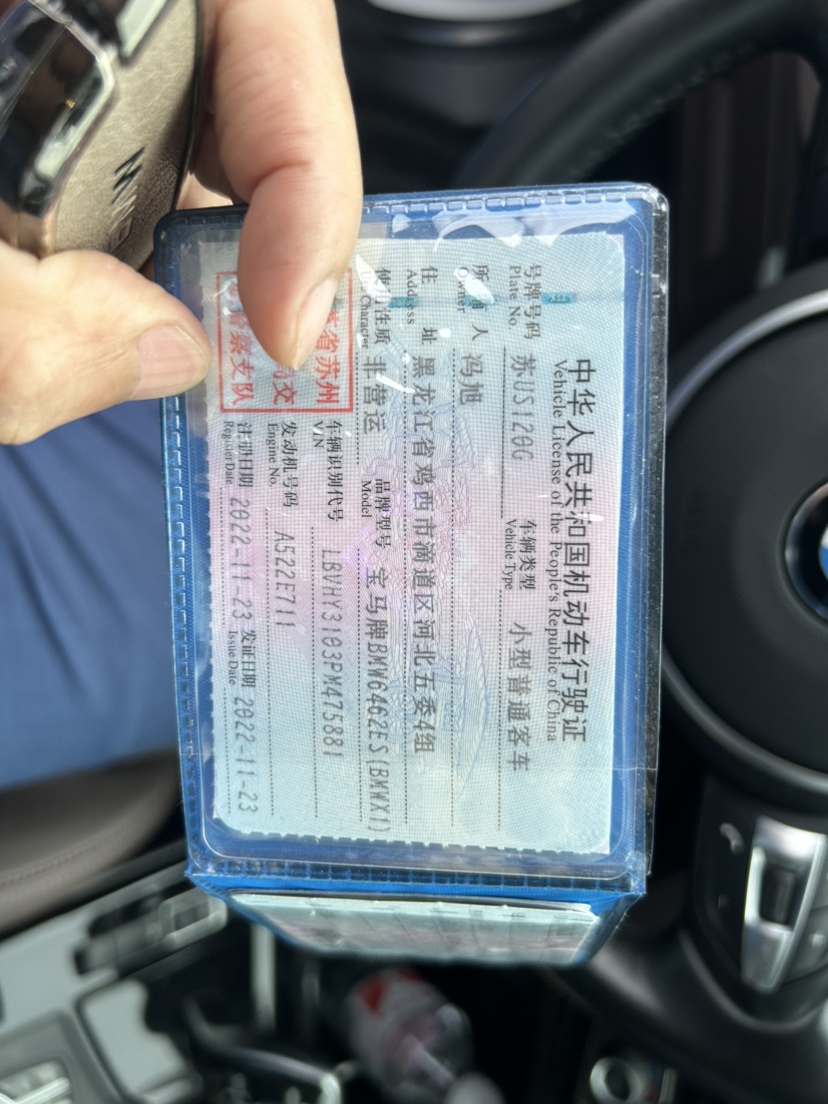 中华人民共和国机动车行驶证
Vehicle License of the People's Republic of China
号牌号码 苏US120G 车辆类型 小型普通客车
Plate No. Vehicle Type
所 人 冯旭
Owner
住 址 黑龙江省鸡西市滴道区河北五委4组
Address
使用性质 非营运 品牌型号 宝马牌BMW6462ES(BMWX1)
Character Model
车辆识别代号 LBVHY3103PM475881
VIN
发动机号码 A522E711
Engine No.
注册日期 2022-11-23 发证日期 2022-11-23
Register Date Issue Date
省苏州
交
察支队